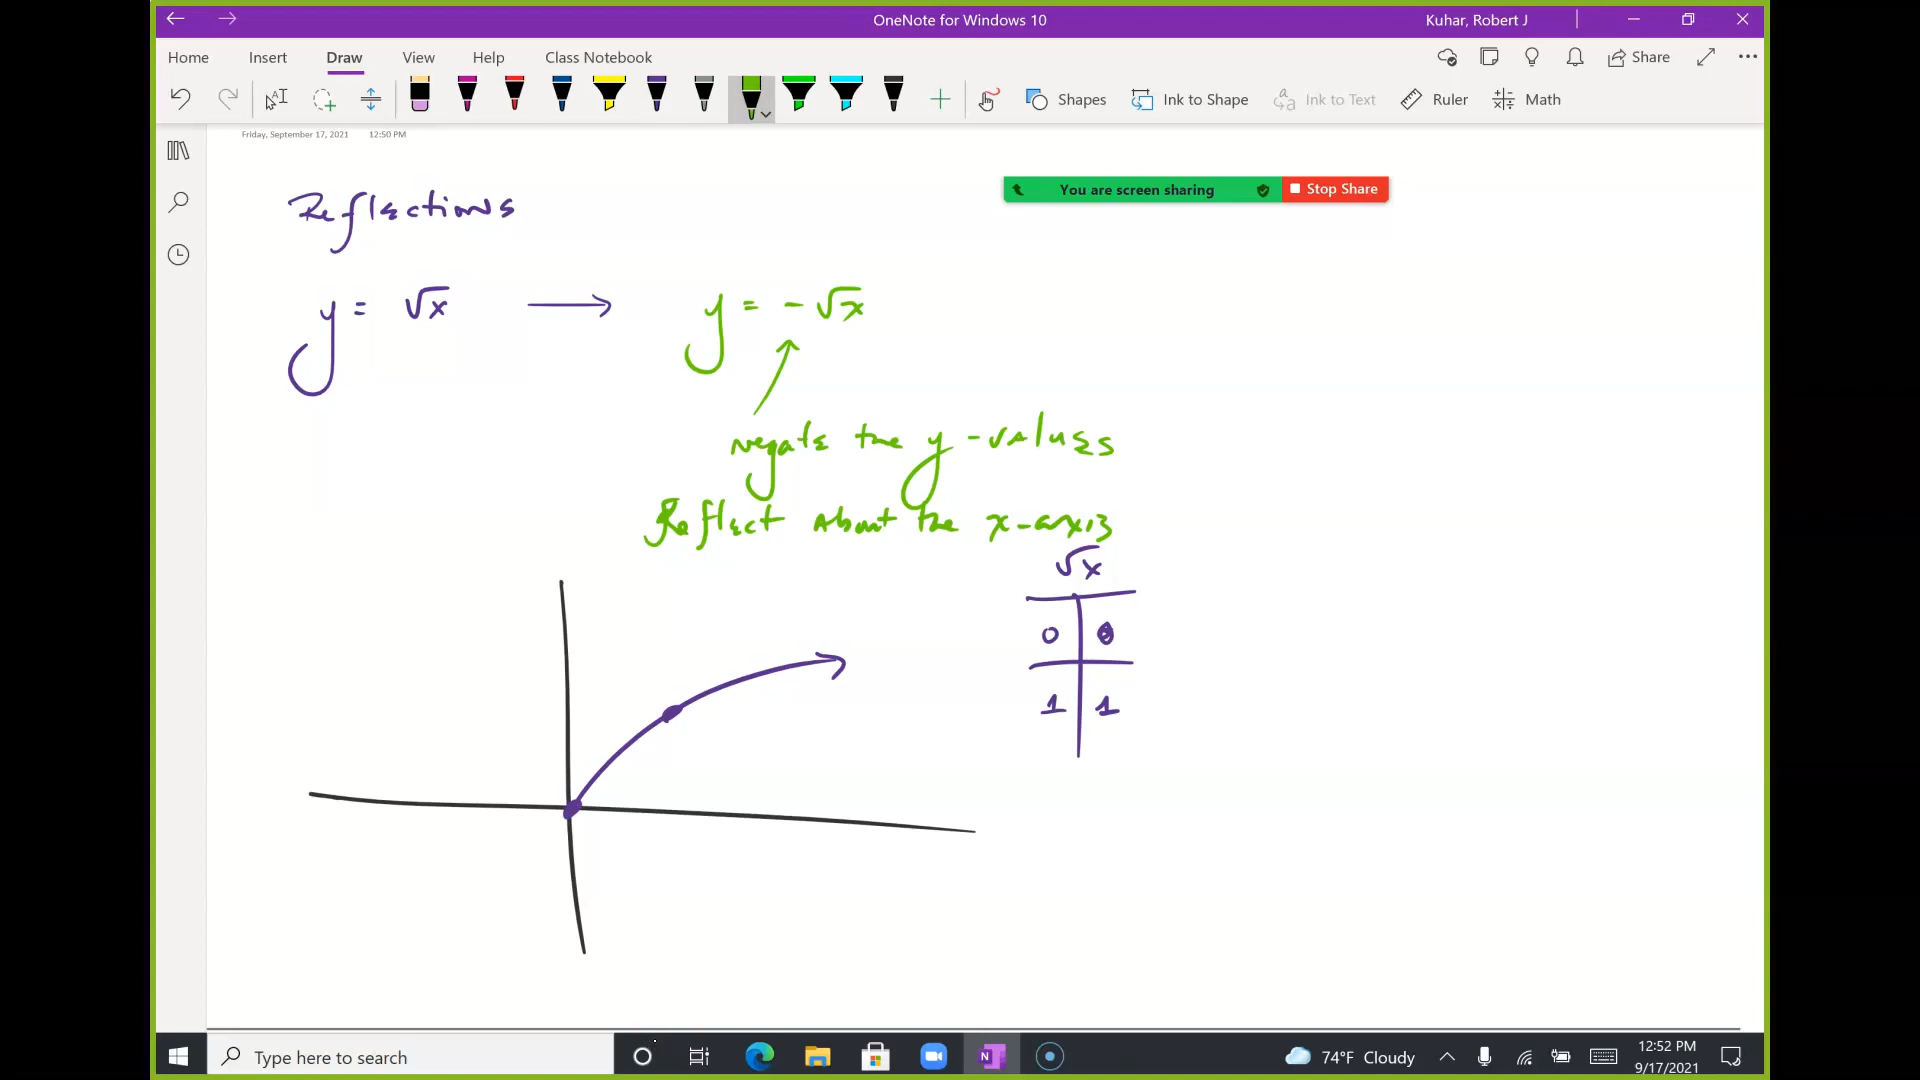 OneNote for Windows 10
Kuhar, Robert J
Home Insert Draw View Help Class Notebook Share
Shapes Ink to Shape Ink to Text Ruler Math
Friday, September 17, 2021 12:50 PM
You are screen sharing Stop Share
Reflections
y = √x → y = -√x
negate the y-values
Reflect about the x-axis
√x
0 0
1 1
Type here to search
N
74°F Cloudy
12:52 PM
9/17/2021